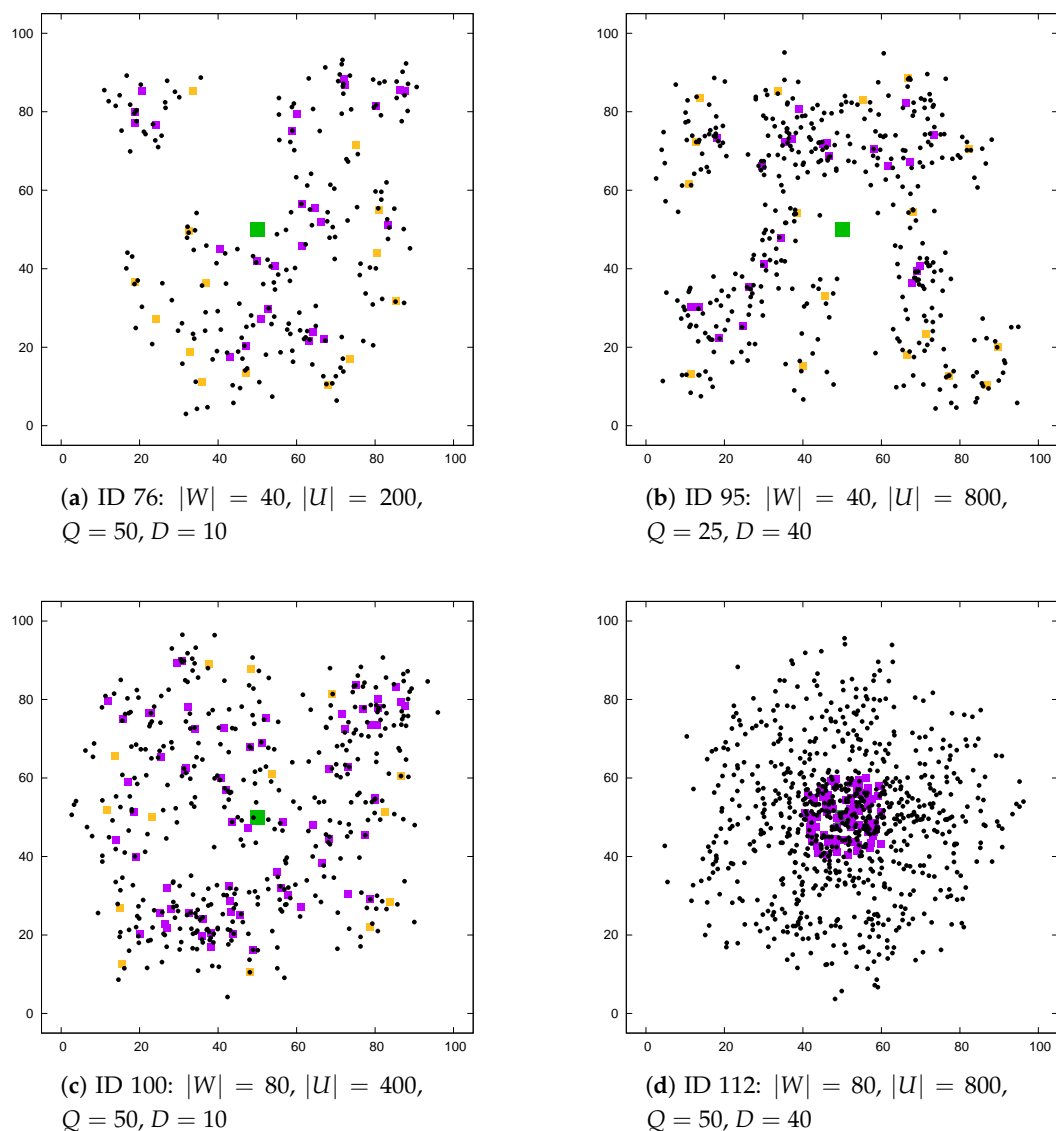 100
80
60
40
20
0
0 20 40 60 80 100
(a) ID 76: |W| = 40, |U| = 200,
Q = 50, D = 10
100
80
60
40
20
0
0 20 40 60 80 100
(b) ID 95: |W| = 40, |U| = 800,
Q = 25, D = 40
100
80
60
40
20
0
0 20 40 60 80 100
(c) ID 100: |W| = 80, |U| = 400,
Q = 50, D = 10
100
80
60
40
20
0
0 20 40 60 80 100
(d) ID 112: |W| = 80, |U| = 800,
Q = 50, D = 40